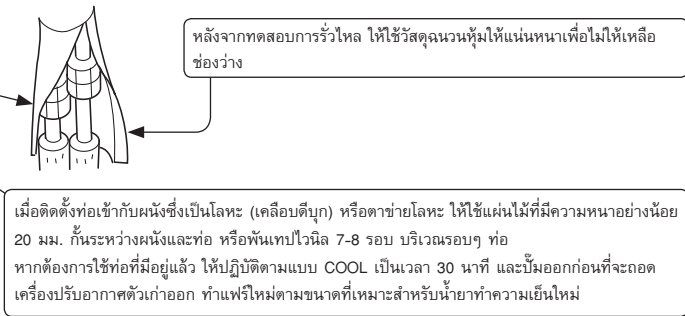 หลังจากทดสอบการรั่วไหล ให้ใช้วัสดุฉนวนหุ้มให้แน่นหนาเพื่อไม่ให้เหลือ
ช่องว่าง
เมื่อติดตั้งท่อเข้ากับผนังซึ่งเป็นโลหะ (เคลือบดีบุก) หรือตาข่ายโลหะ ให้ใช้แผ่นไม้ที่มีความหนาอย่างน้อย
20 มม. กั้นระหว่างผนังและท่อ หรือพันเทปไวนิล 7-8 รอบ บริเวณรอบๆ ท่อ
หากต้องการใช้ท่อที่มีอยู่แล้ว ให้ปฏิบัติตามแบบ COOL เป็นเวลา 30 นาที และปั๊มออกก่อนที่จะถอด
เครื่องปรับอากาศตัวเก่าออก ทำแฟร์ใหม่ตามขนาดที่เหมาะสำหรับน้ำยาทำความเย็นใหม่